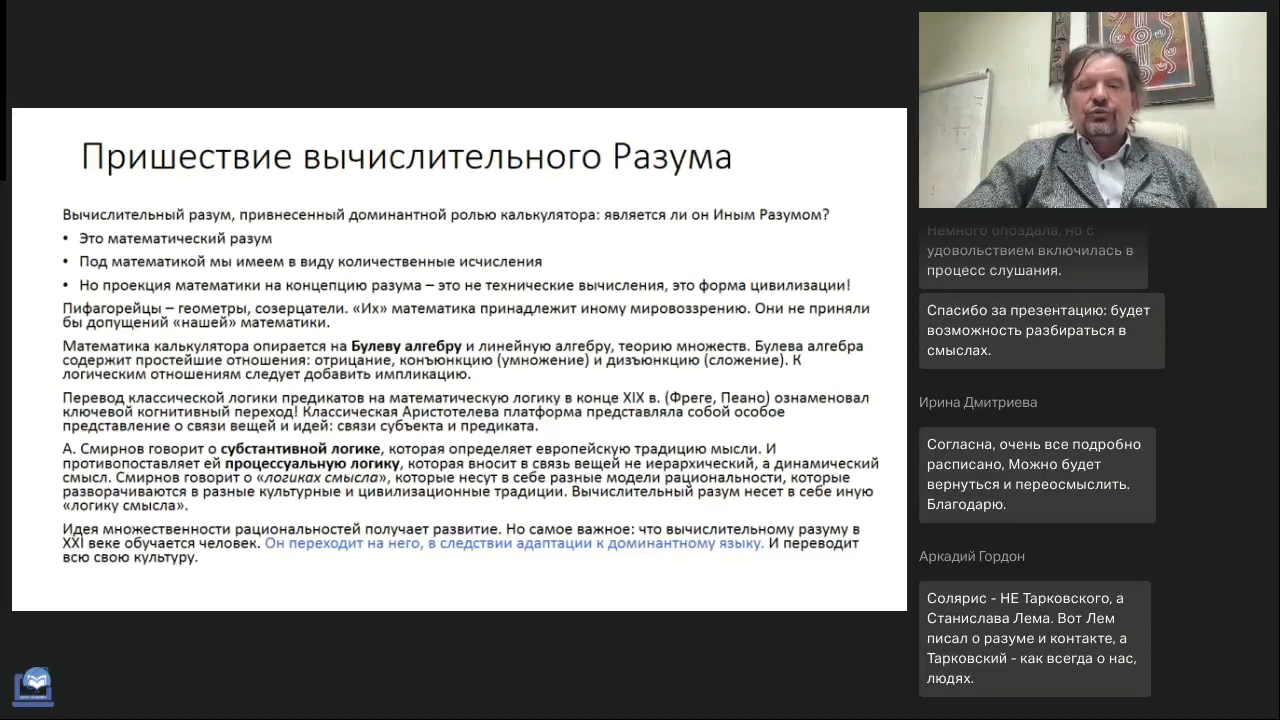 Пришествие вычислительного Разума
Вычислительный разум, привнесенный доминантной ролью калькулятора: является ли он Иным Разумом?
• Это математический разум
• Под математикой мы имеем в виду количественные исчисления
• Но проекция математики на концепцию разума – это не технические вычисления, это форма цивилизации!
Пифагорейцы – геометры, созерцатели. «Их» математика принадлежит иному мировоззрению. Они не приняли
бы допущений «нашей» математики.
Математика калькулятора опирается на Булеву алгебру и линейную алгебру, теорию множеств. Булева алгебра
содержит простейшие отношения: отрицание, конъюнкцию (умножение) и дизъюнкцию (сложение). К
логическим отношениям следует добавить импликацию.
Перевод классической логики предикатов на математическую логику в конце XIX в. (Фреге, Пеано) ознаменовал
ключевой когнитивный переход! Классическая Аристотелева платформа представляла собой особое
представление о связи вещей и идей: связи субъекта и предиката.
А. Смирнов говорит о субстантивной логике, которая определяет европейскую традицию мысли. И
противопоставляет ей процессуальную логику, которая вносит в связь вещей не иерархический, а динамический
смысл. Смирнов говорит о «логиках смысла», которые несут в себе разные модели рациональности, которые
разворачиваются в разные культурные и цивилизационные традиции. Вычислительный разум несет в себе иную
«логику смысла».
Идея множественности рациональностей получает развитие. Но самое важное: что вычислительному разуму в
XXI веке обучается человек. Он переходит на него, в следствии адаптации к доминантному языку. И переводит
всю свою культуру.
Немного опоздала, но с
удовольствием включилась в
процесс слушания.
Спасибо за презентацию: будет
возможность разбираться в
смыслах.
Ирина Дмитриева
Согласна, очень все подробно
расписано, Можно будет
вернуться и переосмыслить.
Благодарю.
Аркадий Гордон
Солярис - НЕ Тарковского, а
Станислава Лема. Вот Лем
писал о разуме и контакте, а
Тарковский - как всегда о нас,
людях.